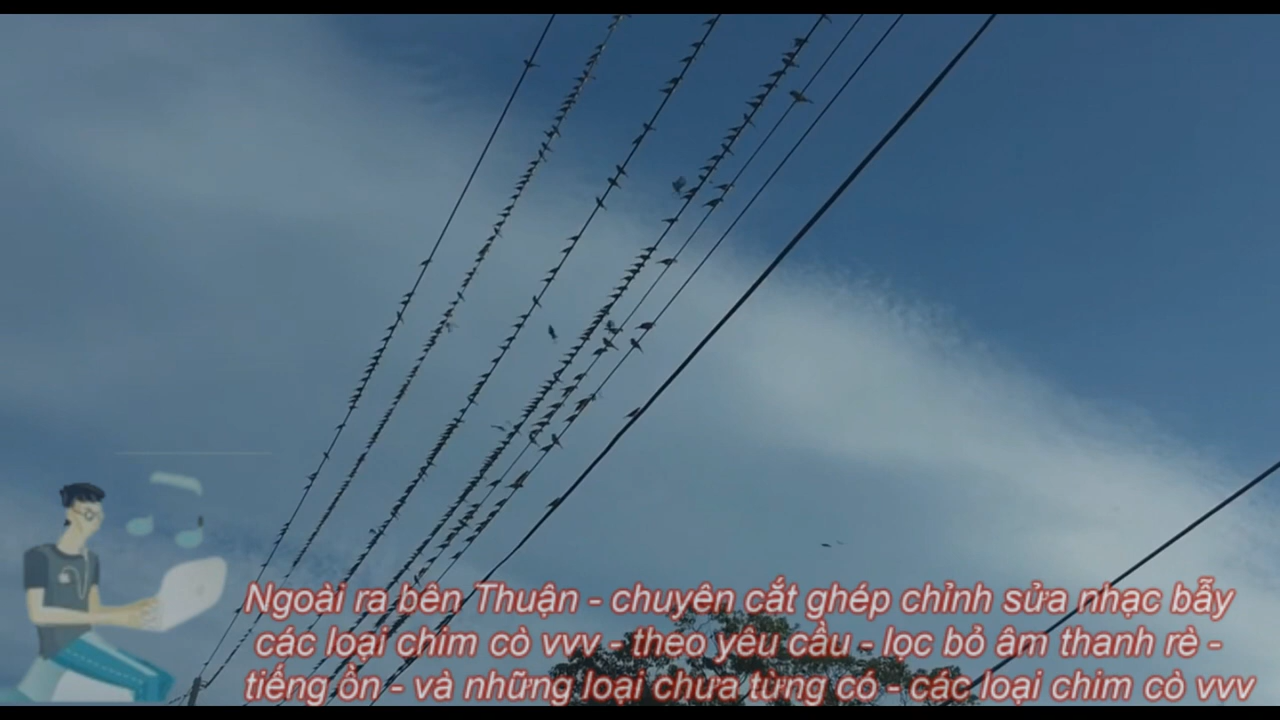 Ngoài ra bên Thuận - chuyên cắt ghép chỉnh sửa nhạc bẫy
các loại chim cò vvv - theo yêu cầu - lọc bỏ âm thanh rè -
tiếng ồn - và những loại chưa từng có - các loại chim cò vvv